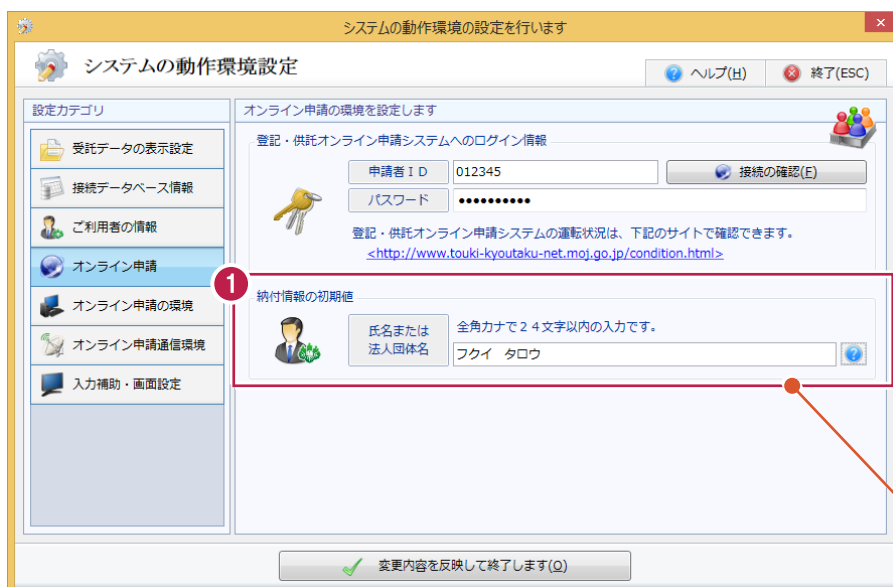 システムの動作環境の設定を行います
×
システムの動作環境設定
ヘルプ(H)
終了(ESC)
設定カテゴリ
受託データの表示設定
接続データベース情報
ご利用者の情報
オンライン申請
オンライン申請の環境
オンライン申請通信環境
入力補助・画面設定
オンライン申請の環境を設定します
登記・供託オンライン申請システムへのログイン情報
申請者ＩＤ
012345
接続の確認(E)
パスワード
••••••••••
登記・供託オンライン申請システムの運転状況は、下記のサイトで確認できます。
<http://www.touki-kyoutaku-net.moj.go.jp/condition.html>
1
納付情報の初期値
氏名または
法人団体名
全角カナで２４文字以内の入力です。
フクイ　タロウ
?
変更内容を反映して終了します(O)